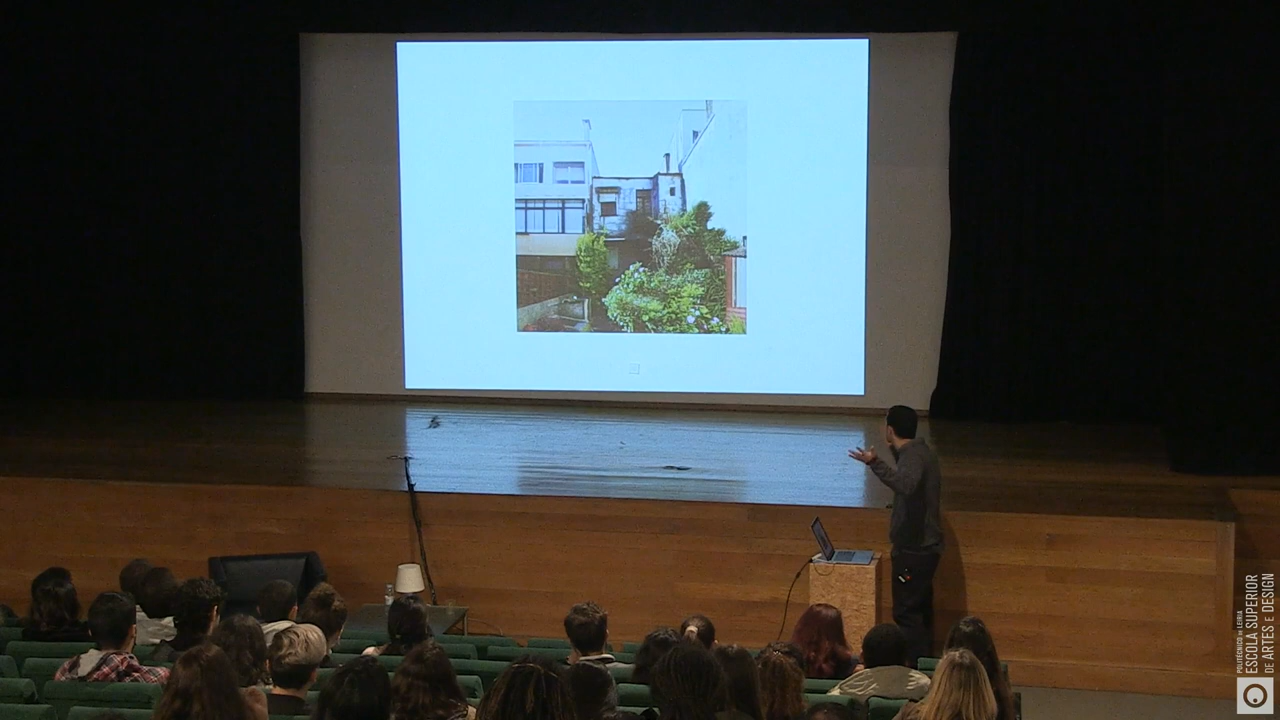 POLITÉCNICO DE LEIRIA
ESCOLA SUPERIOR
DE ARTES E DESIGN